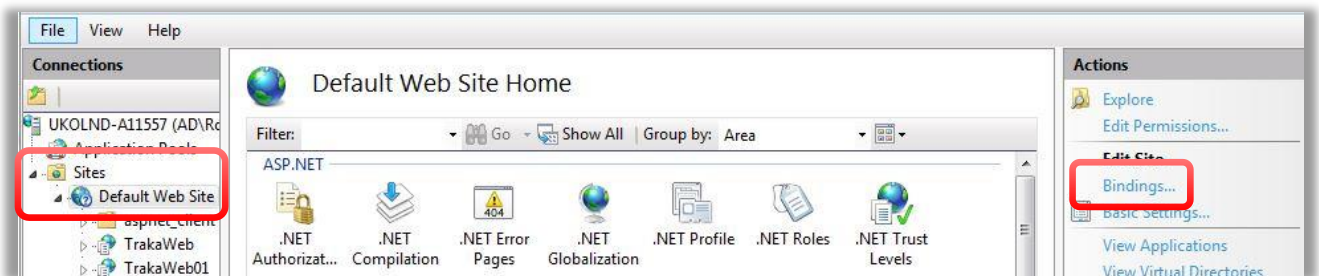 File View Help
Connections
Default Web Site Home
Actions
UKOLND-A11557 (AD\Ro
Application Pools
Sites
Default Web Site
aspnet_client
TrakaWeb
TrakaWeb01
Filter: Go Show All Group by: Area
ASP.NET
404
.NET Authorizat...
.NET Compilation
.NET Error Pages
.NET Globalization
.NET Profile
.NET Roles
.NET Trust Levels
Explore
Edit Permissions...
Edit Site
Bindings...
Basic Settings...
View Applications
View Virtual Directories